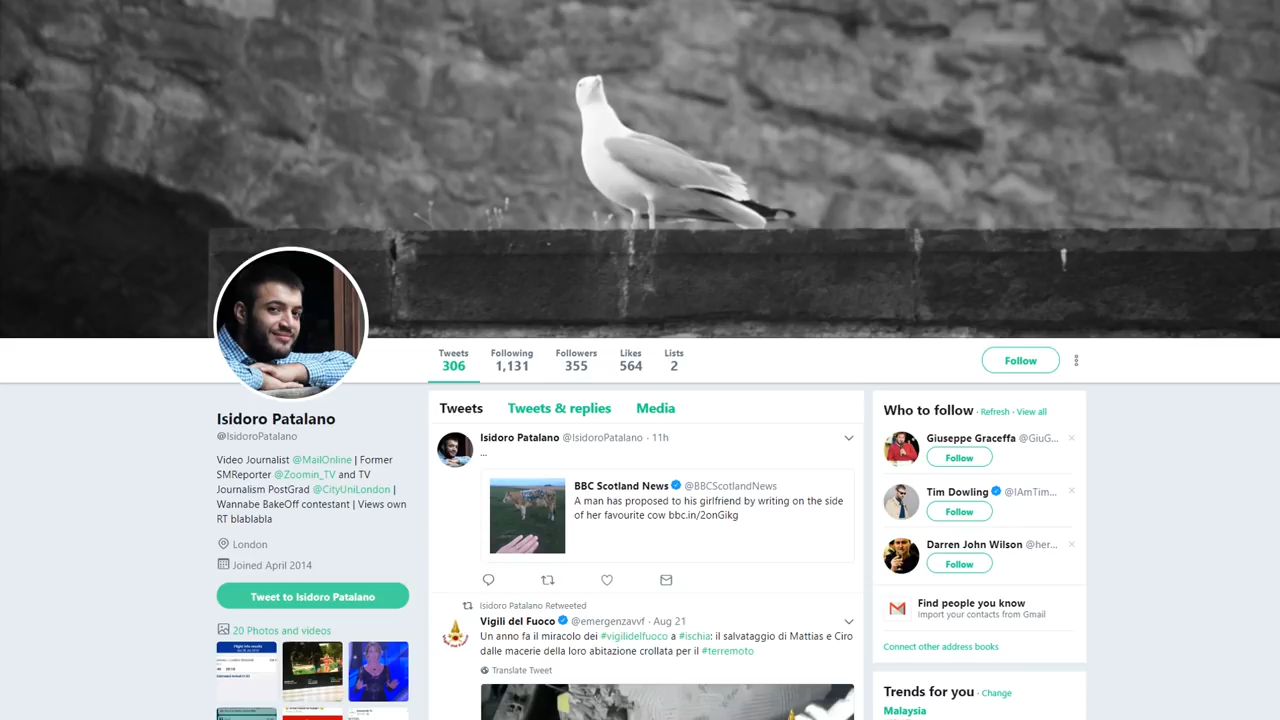 Tweets
306
Following
1,131
Followers
355
Likes
564
Lists
2
Follow
Isidoro Patalano
@IsidoroPatalano
Video Journalist @MailOnline | Former
SMReporter @Zoomin_TV and TV
Journalism PostGrad @CityUniLondon |
Wannabe BakeOff contestant | Views own
RT blablabla
London
Joined April 2014
Tweet to Isidoro Patalano
20 Photos and videos
Tweets
Tweets & replies
Media
Isidoro Patalano @IsidoroPatalano · 11h
...
BBC Scotland News @BBCScotlandNews
A man has proposed to his girlfriend by writing on the side
of her favourite cow bbc.in/2onGikg
Isidoro Patalano Retweeted
Vigili del Fuoco @emergenzavvf · Aug 21
Un anno fa il miracolo dei #vigilidelfuoco a #ischia: il salvataggio di Mattias e Ciro
dalle macerie della loro abitazione crollata per il #terremoto
Translate Tweet
Who to follow · Refresh · View all
Giuseppe Graceffa @GiuG...
Follow
Tim Dowling @IAmTim...
Follow
Darren John Wilson @her...
Follow
Find people you know
Import your contacts from Gmail
Connect other address books
Trends for you · Change
Malaysia